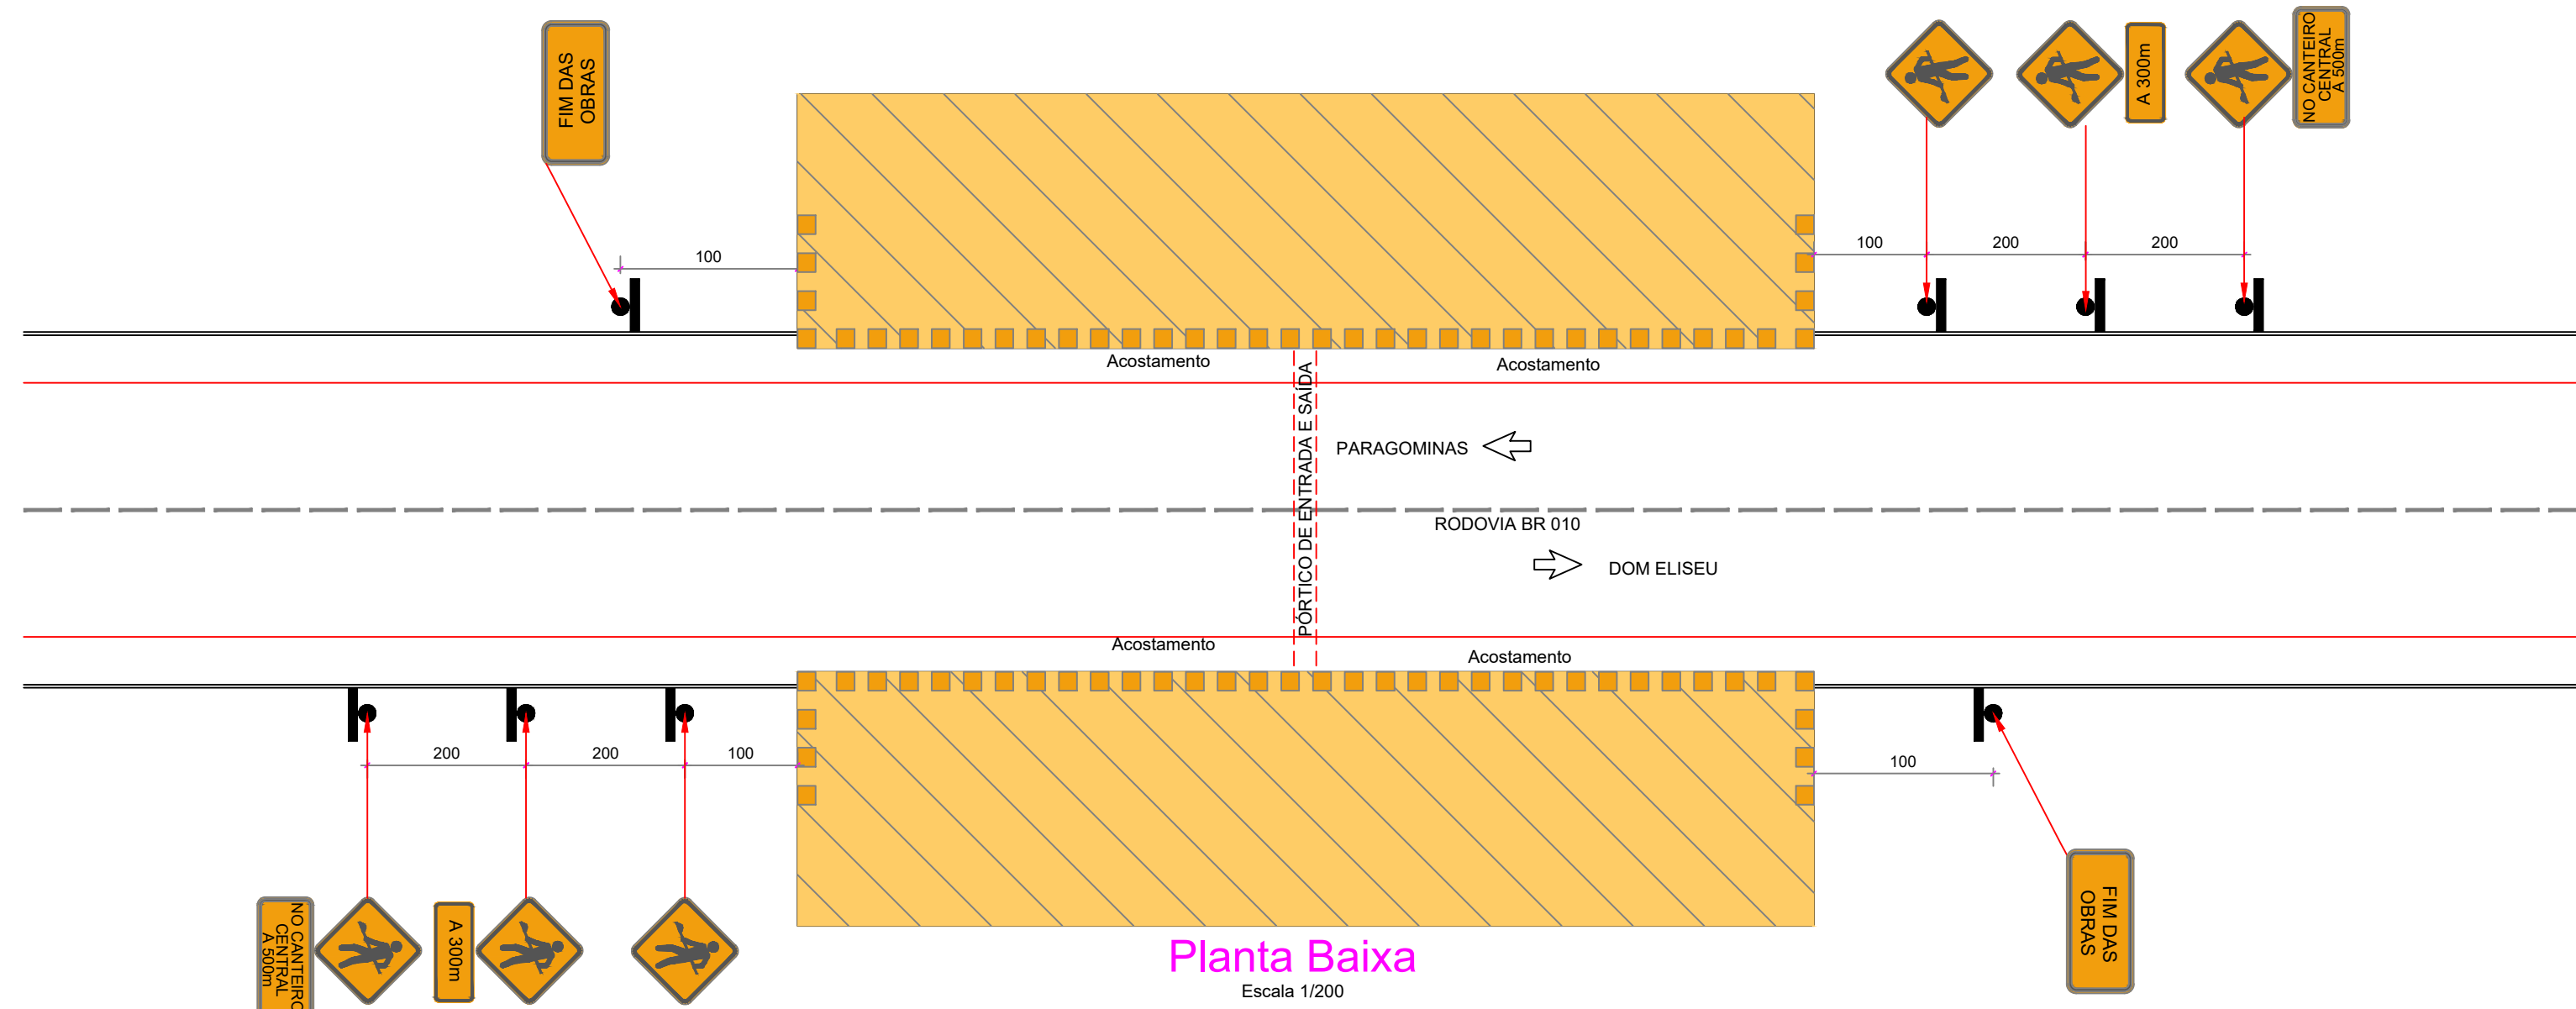 FIM DAS
OBRAS
A 300m
NO CANTEIRO
CENTRAL
A 500m
100
100
200
200
Acostamento
Acostamento
PÓRTICO DE ENTRADA E SAÍDA
PARAGOMINAS
RODOVIA BR 010
DOM ELISEU
Acostamento
Acostamento
200
200
100
100
NO CANTEIRO
CENTRAL
A 500m
A 300m
FIM DAS
OBRAS
Planta Baixa
Escala 1/200